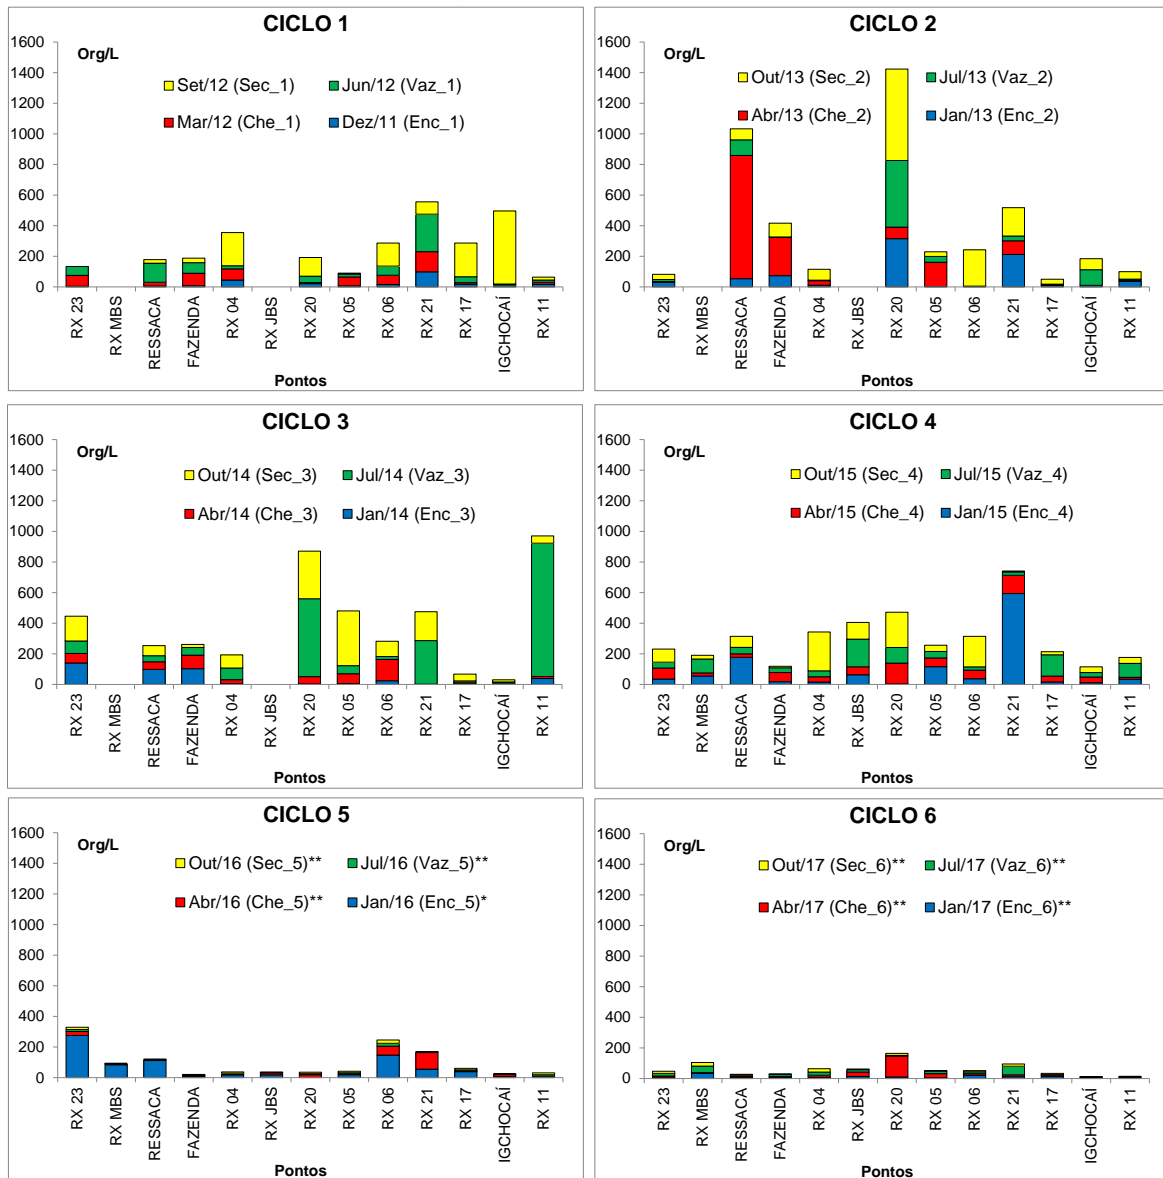 CICLO 1
Org/L
Set/12 (Sec_1) Jun/12 (Vaz_1)
Mar/12 (Che_1) Dez/11 (Enc_1)
1600
1400
1200
1000
800
600
400
200
0
RX 23 RX MBS RESSACA FAZENDA RX 04 RX JBS RX 20 RX 05 RX 06 RX 21 RX 17 IGCHOCAÍ RX 11
Pontos
CICLO 2
Org/L
Out/13 (Sec_2) Jul/13 (Vaz_2)
Abr/13 (Che_2) Jan/13 (Enc_2)
1600
1400
1200
1000
800
600
400
200
0
RX 23 RX MBS RESSACA FAZENDA RX 04 RX JBS RX 20 RX 05 RX 06 RX 21 RX 17 IGCHOCAÍ RX 11
Pontos
CICLO 3
Org/L
Out/14 (Sec_3) Jul/14 (Vaz_3)
Abr/14 (Che_3) Jan/14 (Enc_3)
1600
1400
1200
1000
800
600
400
200
0
RX 23 RX MBS RESSACA FAZENDA RX 04 RX JBS RX 20 RX 05 RX 06 RX 21 RX 17 IGCHOCAÍ RX 11
Pontos
CICLO 4
Org/L
Out/15 (Sec_4) Jul/15 (Vaz_4)
Abr/15 (Che_4) Jan/15 (Enc_4)
1600
1400
1200
1000
800
600
400
200
0
RX 23 RX MBS RESSACA FAZENDA RX 04 RX JBS RX 20 RX 05 RX 06 RX 21 RX 17 IGCHOCAÍ RX 11
Pontos
CICLO 5
Org/L
Out/16 (Sec_5)** Jul/16 (Vaz_5)**
Abr/16 (Che_5)** Jan/16 (Enc_5)*
1600
1400
1200
1000
800
600
400
200
0
RX 23 RX MBS RESSACA FAZENDA RX 04 RX JBS RX 20 RX 05 RX 06 RX 21 RX 17 IGCHOCAÍ RX 11
Pontos
CICLO 6
Org/L
Out/17 (Sec_6)** Jul/17 (Vaz_6)**
Abr/17 (Che_6)** Jan/17 (Enc_6)**
1600
1400
1200
1000
800
600
400
200
0
RX 23 RX MBS RESSACA FAZENDA RX 04 RX JBS RX 20 RX 05 RX 06 RX 21 RX 17 IGCHOCAÍ RX 11
Pontos